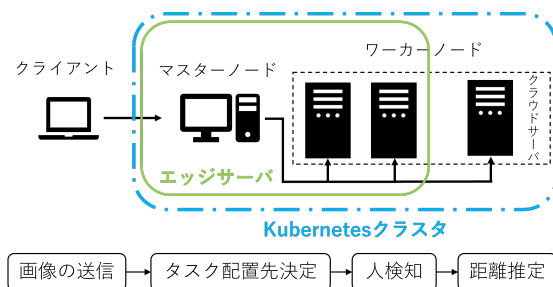 ワーカーノード
クライアント
マスターノード
クラウドサーバ
エッジサーバ
Kubernetesクラスタ
画像の送信
タスク配置先決定
人検知
距離推定